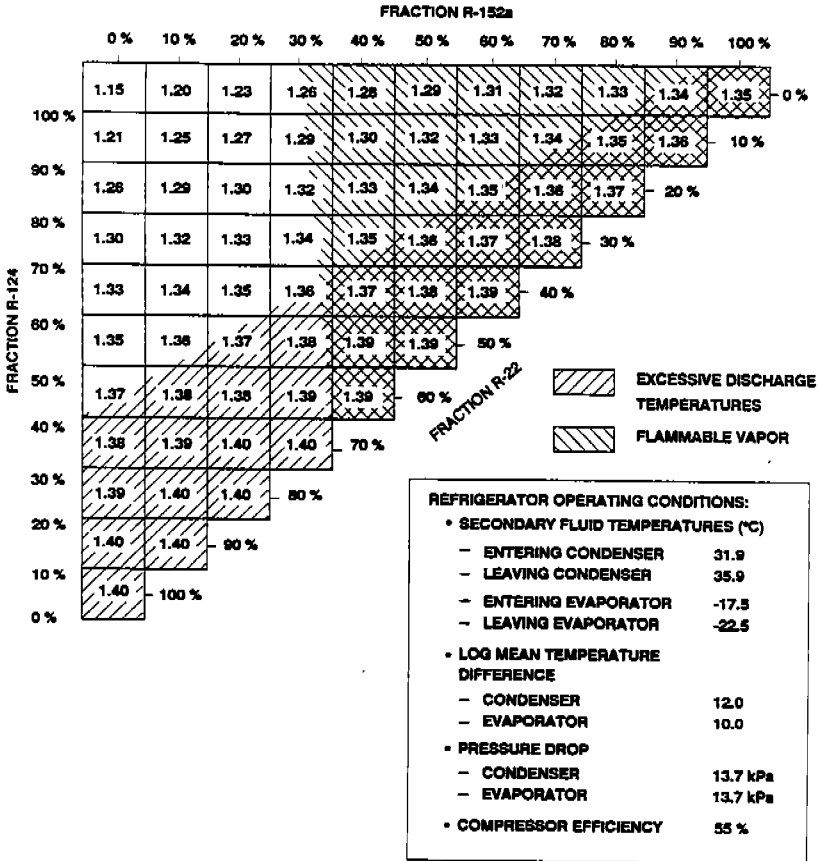 FRACTION R-152a
0 % 10 % 20 % 30 % 40 % 50 % 60 % 70 % 80 % 90 % 100 %
1.15 1.20 1.23 1.26 1.28 1.29 1.31 1.32 1.33 1.34 1.35 0 %
100 %
1.21 1.25 1.27 1.29 1.30 1.32 1.33 1.34 1.35 1.36 10 %
90 %
1.26 1.29 1.30 1.32 1.33 1.34 1.35 1.36 1.37 20 %
80 %
1.30 1.32 1.33 1.34 1.35 1.36 1.37 1.38 30 %
70 %
1.33 1.34 1.35 1.36 1.37 1.38 1.39 40 %
60 %
1.35 1.36 1.37 1.38 1.39 1.39 50 %
50 %
1.37 1.38 1.38 1.39 1.39 60 %
40 %
1.38 1.39 1.40 1.40 70 %
30 %
1.39 1.40 1.40 80 %
20 %
1.40 1.40 90 %
10 %
1.40 100 %
0 %
FRACTION R-124
FRACTION R-22
EXCESSIVE DISCHARGE
TEMPERATURES
FLAMMABLE VAPOR
REFRIGERATOR OPERATING CONDITIONS:
• SECONDARY FLUID TEMPERATURES (°C)
– ENTERING CONDENSER 31.9
– LEAVING CONDENSER 35.9
– ENTERING EVAPORATOR -17.5
– LEAVING EVAPORATOR -22.5
• LOG MEAN TEMPERATURE
DIFFERENCE
– CONDENSER 12.0
– EVAPORATOR 10.0
• PRESSURE DROP
– CONDENSER 13.7 kPa
– EVAPORATOR 13.7 kPa
• COMPRESSOR EFFICIENCY 55 %